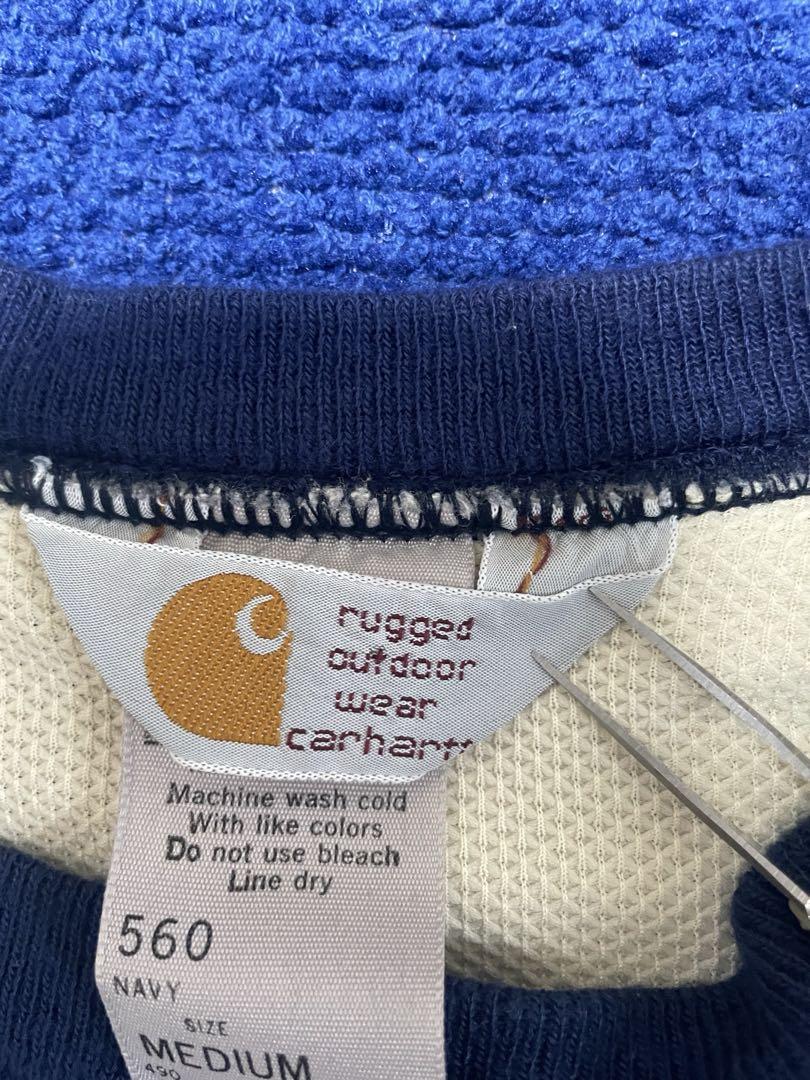 rugged
outdoor
wear
carhartt
Machine wash cold
With like colors
Do not use bleach
Line dry
560
NAVY
SIZE
MEDIUM
490